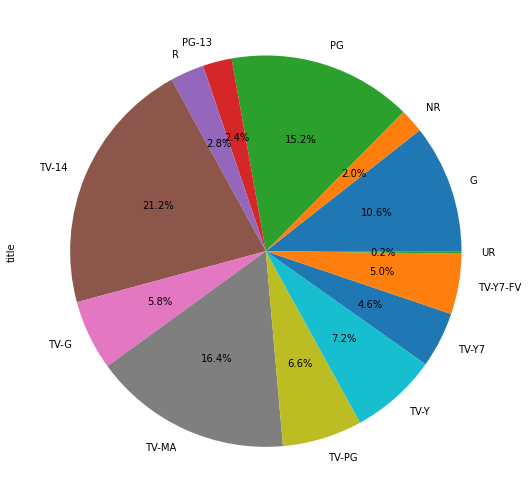 PG-13
R
PG
NR
G
UR
TV-Y7-FV
TV-Y7
TV-Y
TV-PG
TV-MA
TV-G
TV-14
title
2.8%
2.4%
15.2%
2.0%
10.6%
0.2%
5.0%
4.6%
7.2%
6.6%
16.4%
5.8%
21.2%